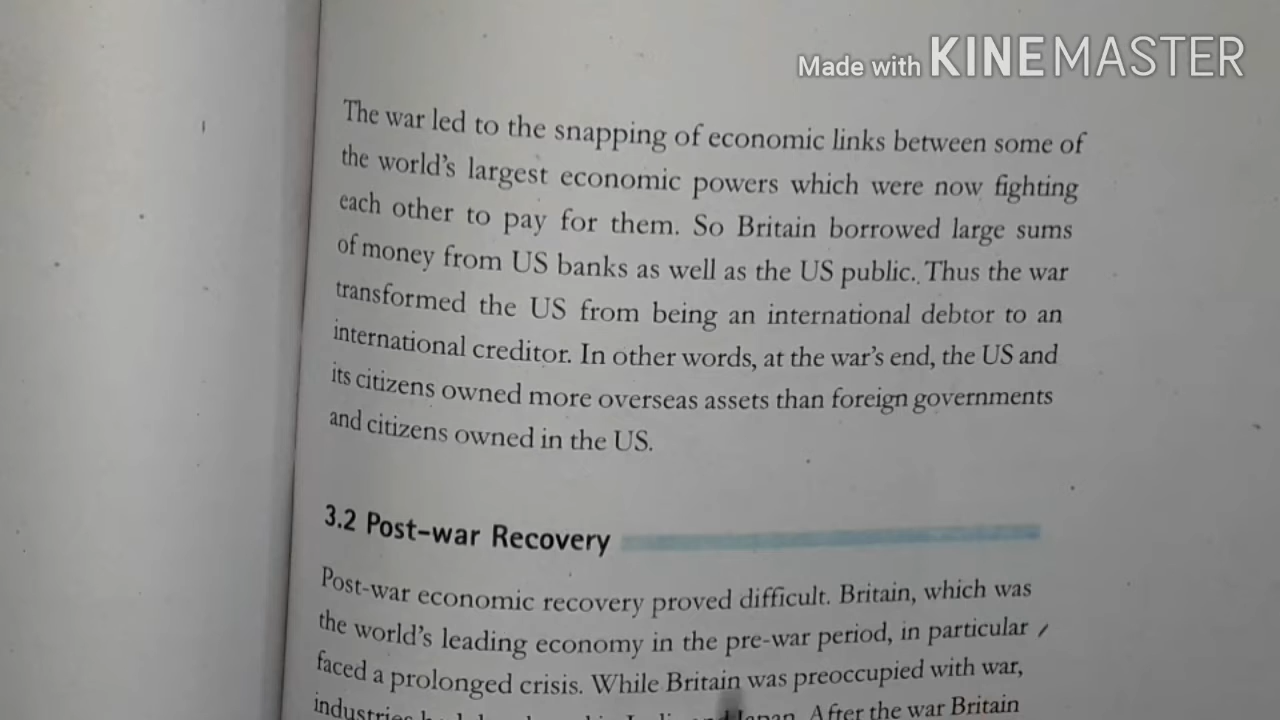 Made with KINEMASTER
The war led to the snapping of economic links between some of
the world's largest economic powers which were now fighting
each other to pay for them. So Britain borrowed large sums
of money from US banks as well as the US public. Thus the war
transformed the US from being an international debtor to an
international creditor. In other words, at the war's end, the US and
its citizens owned more overseas assets than foreign governments
and citizens owned in the US.
3.2 Post-war Recovery
Post-war economic recovery proved difficult. Britain, which was
the world's leading economy in the pre-war period, in particular
faced a prolonged crisis. While Britain was preoccupied with war,
industries Japan. After the war Britain